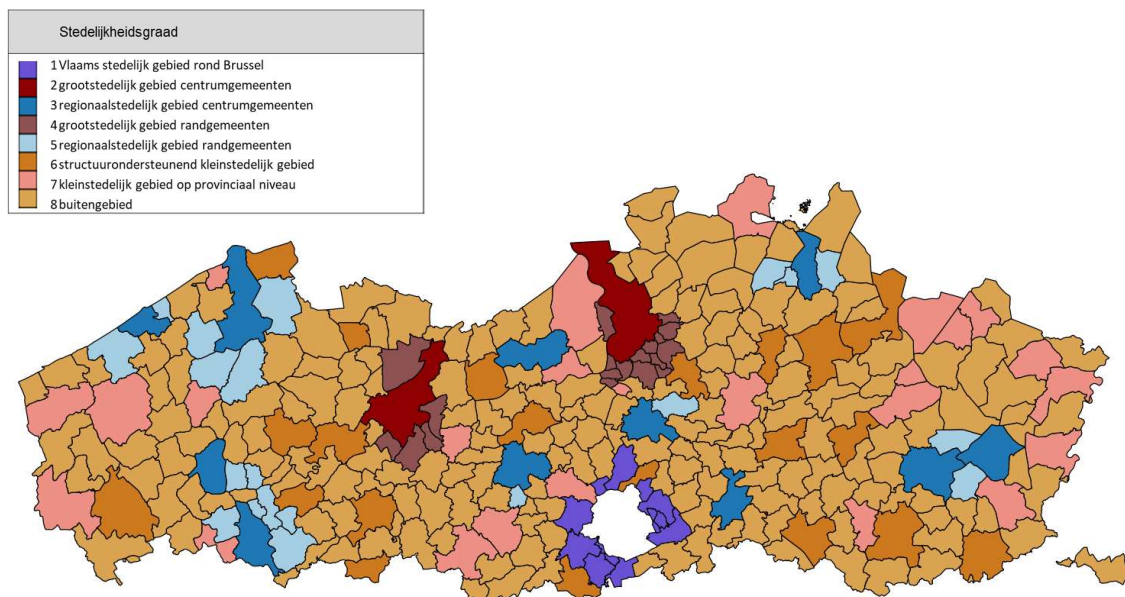 Stedelijkheidsgraad
1 Vlaams stedelijk gebied rond Brussel
2 grootstedelijk gebied centrumgemeenten
3 regionaalstedelijk gebied centrumgemeenten
4 grootstedelijk gebied randgemeenten
5 regionaalstedelijk gebied randgemeenten
6 structuurondersteunend kleinstedelijk gebied
7 kleinstedelijk gebied op provinciaal niveau
8 buitengebied